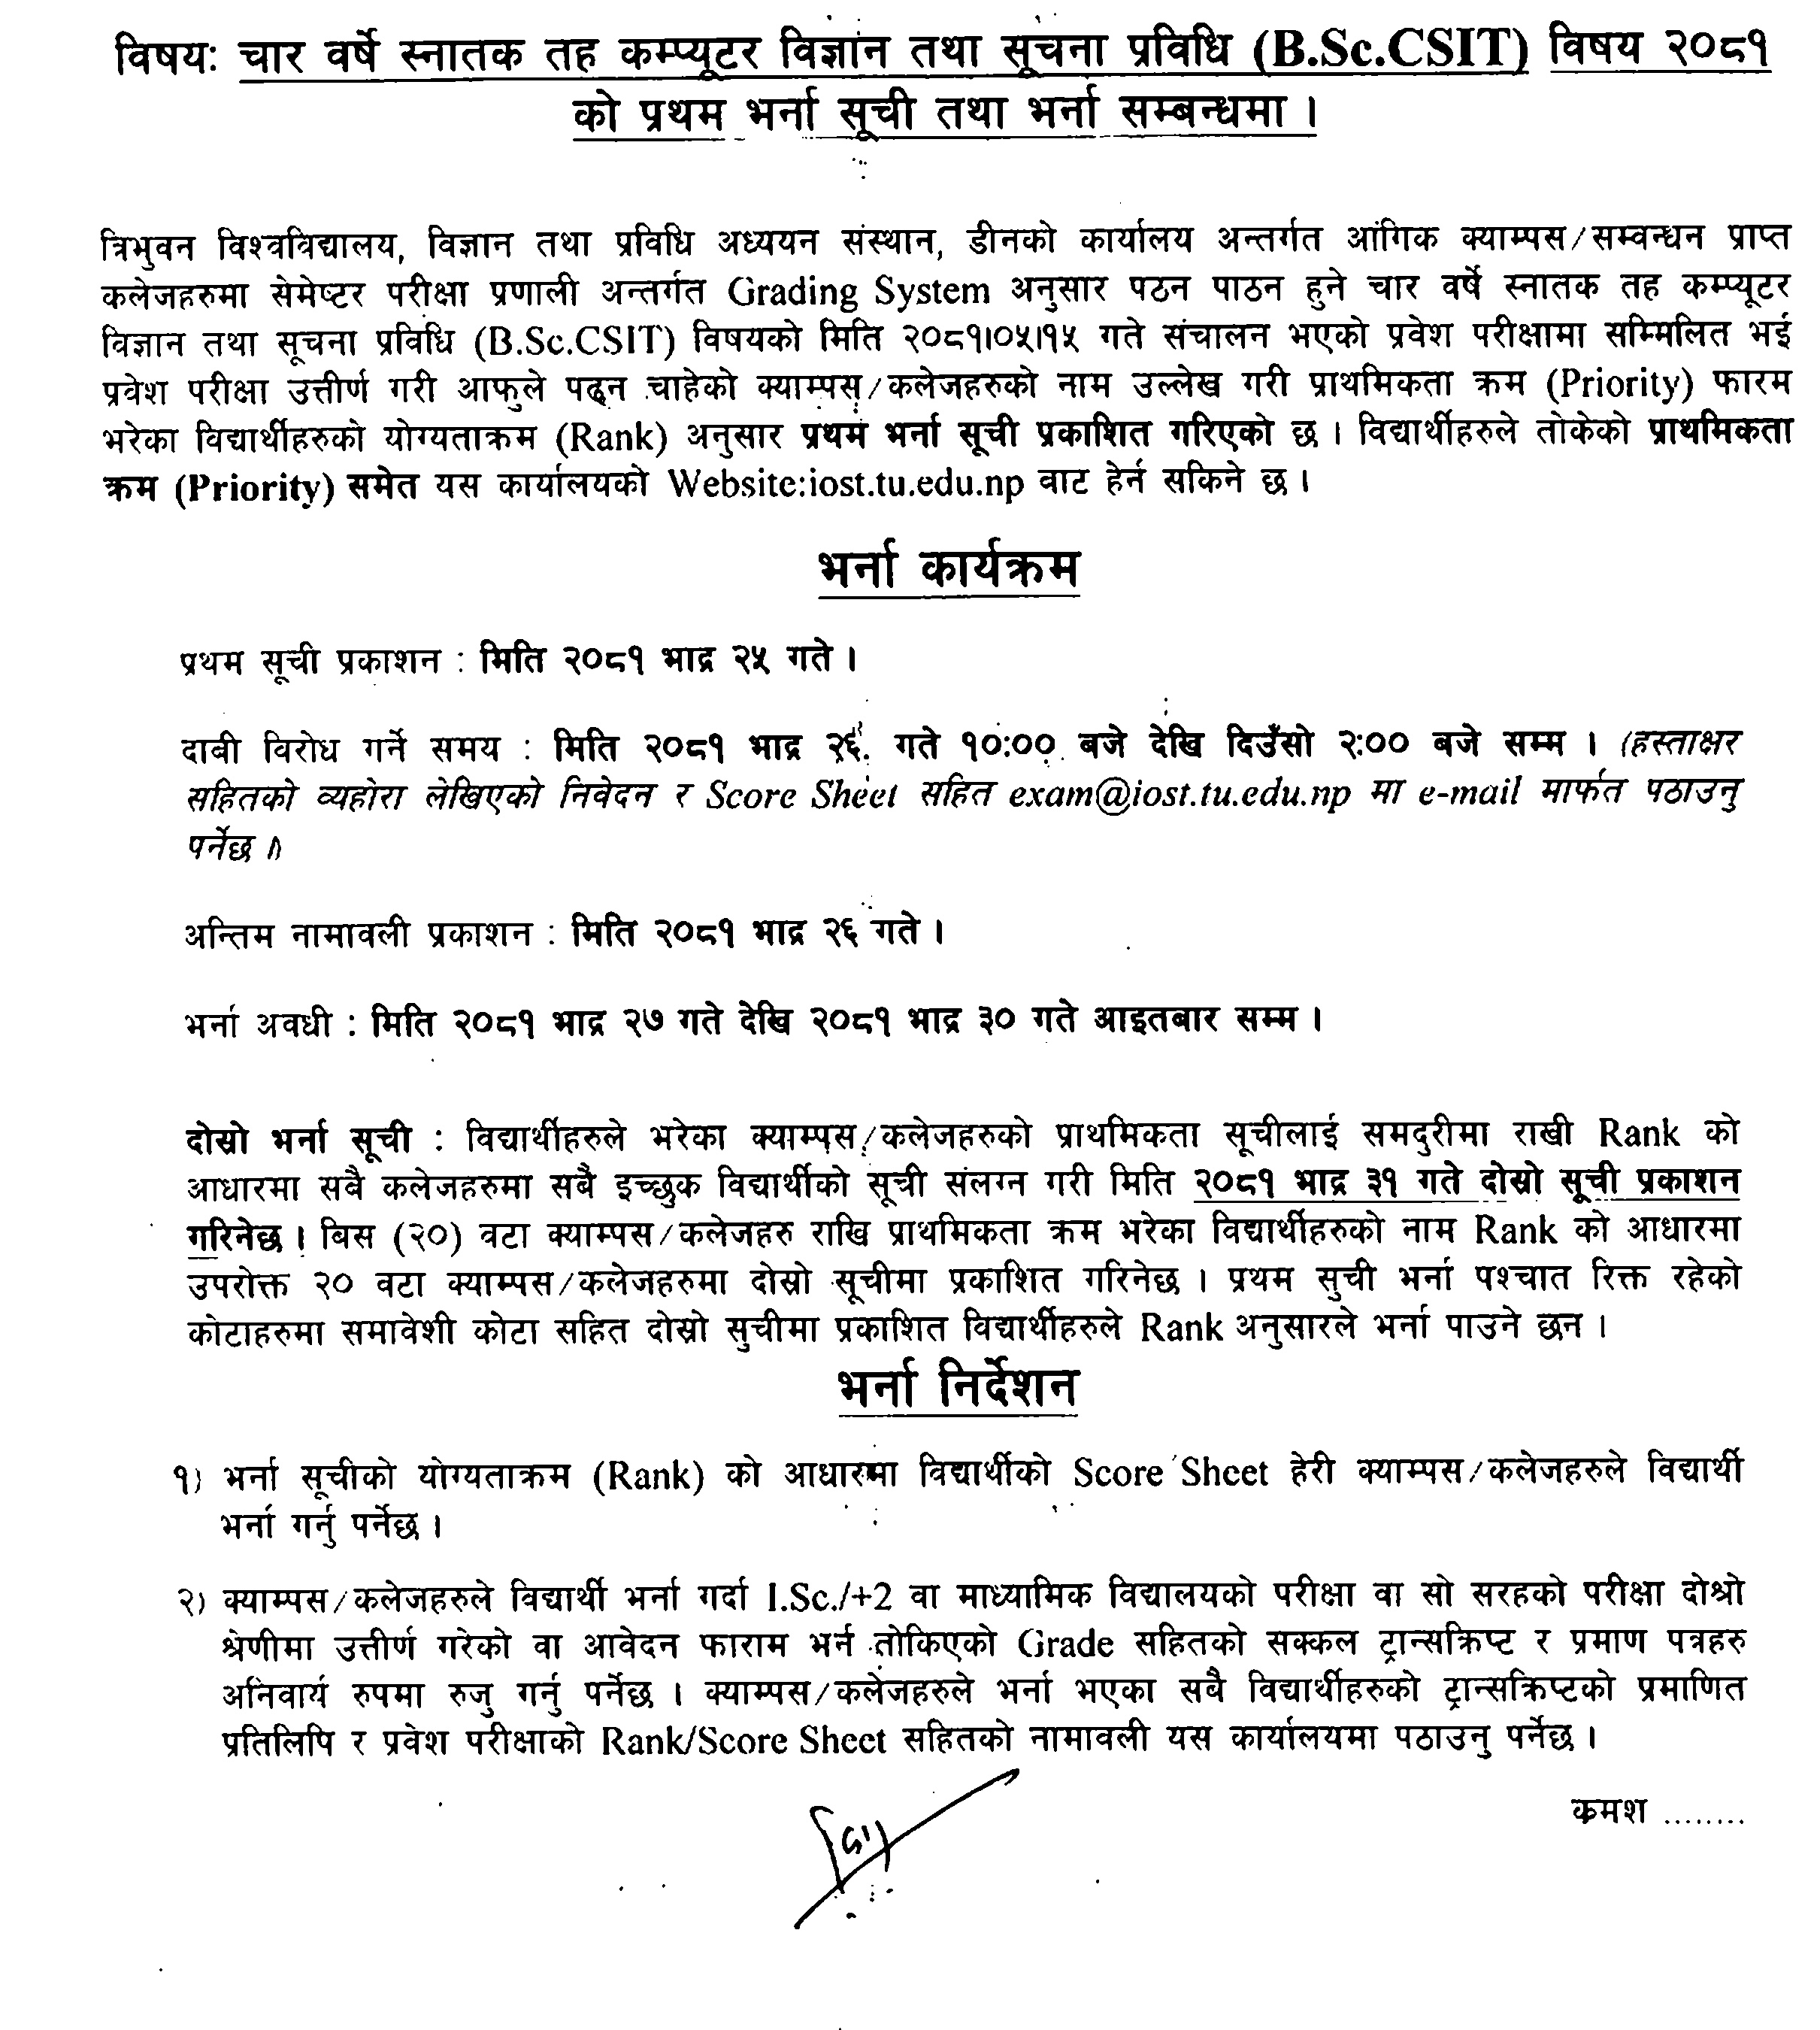 विषय: चार वर्षे स्नातक तह कम्प्यूटर विज्ञान तथा सूचना प्रविधि (B.Sc.CSIT) विषय २०८१
को प्रथम भर्ना सूची तथा भर्ना सम्बन्धमा ।
त्रिभुवन विश्वविद्यालय, विज्ञान तथा प्रविधि अध्ययन संस्थान, डीनको कार्यालय अन्तर्गत आंगिक क्याम्पस/सम्वन्धन प्राप्त
कलेजहरुमा सेमेष्टर परीक्षा प्रणाली अन्तर्गत Grading System अनुसार पठन पाठन हुने चार वर्षे स्नातक तह कम्प्यूटर
विज्ञान तथा सूचना प्रविधि (B.Sc.CSIT) विषयको मिति २०८१।०५।१५ गते संचालन भएको प्रवेश परीक्षामा सम्मिलित भई
प्रवेश परीक्षा उत्तीर्ण गरी आफुले पढ्न चाहेको क्याम्पस/कलेजहरुको नाम उल्लेख गरी प्राथमिकता क्रम (Priority) फारम
भरेका विद्यार्थीहरुको योग्यताक्रम (Rank) अनुसार प्रथम भर्ना सूची प्रकाशित गरिएको छ । विद्यार्थीहरुले तोकेको प्राथमिकता
क्रम (Priority) समेत यस कार्यालयको Website:iost.tu.edu.np वाट हेर्न सकिने छ ।
भर्ना कार्यक्रम
प्रथम सूची प्रकाशन : मिति २०८१ भाद्र २५ गते ।
दाबी विरोध गर्ने समय : मिति २०८१ भाद्र २६ गते १०:०० बजे देखि दिउँसो २:०० बजे सम्म । (हस्ताक्षर
सहितको व्यहोरा लेखिएको निवेदन र Score Sheet सहित exam@iost.tu.edu.np मा e-mail मार्फत पठाउनु
पर्नेछ ।)
अन्तिम नामावली प्रकाशन : मिति २०८१ भाद्र २६ गते ।
भर्ना अवधी : मिति २०८१ भाद्र २७ गते देखि २०८१ भाद्र ३० गते आइतबार सम्म ।
दोस्रो भर्ना सूची : विद्यार्थीहरुले भरेका क्याम्पस/कलेजहरुको प्राथमिकता सूचीलाई समदुरीमा राखी Rank को
आधारमा सबै कलेजहरुमा सबै इच्छुक विद्यार्थीको सूची संलग्न गरी मिति २०८१ भाद्र ३१ गते दोस्रो सूची प्रकाशन
गरिनेछ । बिस (२०) वटा क्याम्पस/कलेजहरु राखि प्राथमिकता क्रम भरेका विद्यार्थीहरुको नाम Rank को आधारमा
उपरोक्त २० वटा क्याम्पस/कलेजहरुमा दोस्रो सूचीमा प्रकाशित गरिनेछ । प्रथम सुची भर्ना पश्चात रिक्त रहेको
कोटाहरुमा समावेशी कोटा सहित दोस्रो सुचीमा प्रकाशित विद्यार्थीहरुले Rank अनुसारले भर्ना पाउने छन ।
भर्ना निर्देशन
१) भर्ना सूचीको योग्यताक्रम (Rank) को आधारमा विद्यार्थीको Score Sheet हेरी क्याम्पस/कलेजहरुले विद्यार्थी
भर्ना गर्नु पर्नेछ ।
२) क्याम्पस/कलेजहरुले विद्यार्थी भर्ना गर्दा I.Sc./+2 वा माध्यामिक विद्यालयको परीक्षा वा सो सरहको परीक्षा दोश्रो
श्रेणीमा उत्तीर्ण गरेको वा आवेदन फाराम भर्न तोकिएको Grade सहितको सक्कल ट्रान्सक्रिप्ट र प्रमाण पत्रहरु
अनिवार्य रुपमा रुजु गर्नु पर्नेछ । क्याम्पस/कलेजहरुले भर्ना भएका सबै विद्यार्थीहरुको ट्रान्सक्रिप्टको प्रमाणित
प्रतिलिपि र प्रवेश परीक्षाको Rank/Score Sheet सहितको नामावली यस कार्यालयमा पठाउनु पर्नेछ ।
क्रमश ........